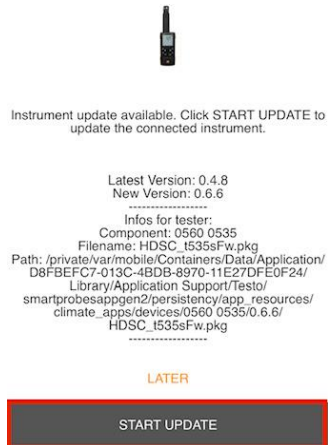 Instrument update available. Click START UPDATE to
update the connected instrument.
Latest Version: 0.4.8
New Version: 0.6.6
-------------------
Infos for tester:
Component: 0560 0535
Filename: HDSC_t535sFw.pkg
Path: /private/var/mobile/Containers/Data/Application/
D8FBEFC7-013C-4BDB-8970-11E27DFE0F24/
Library/Application Support/Testo/
smartprobesappgen2/persistency/app_resources/
climate_apps/devices/0560 0535/0.6.6/
HDSC_t535sFw.pkg
------------------
LATER
START UPDATE